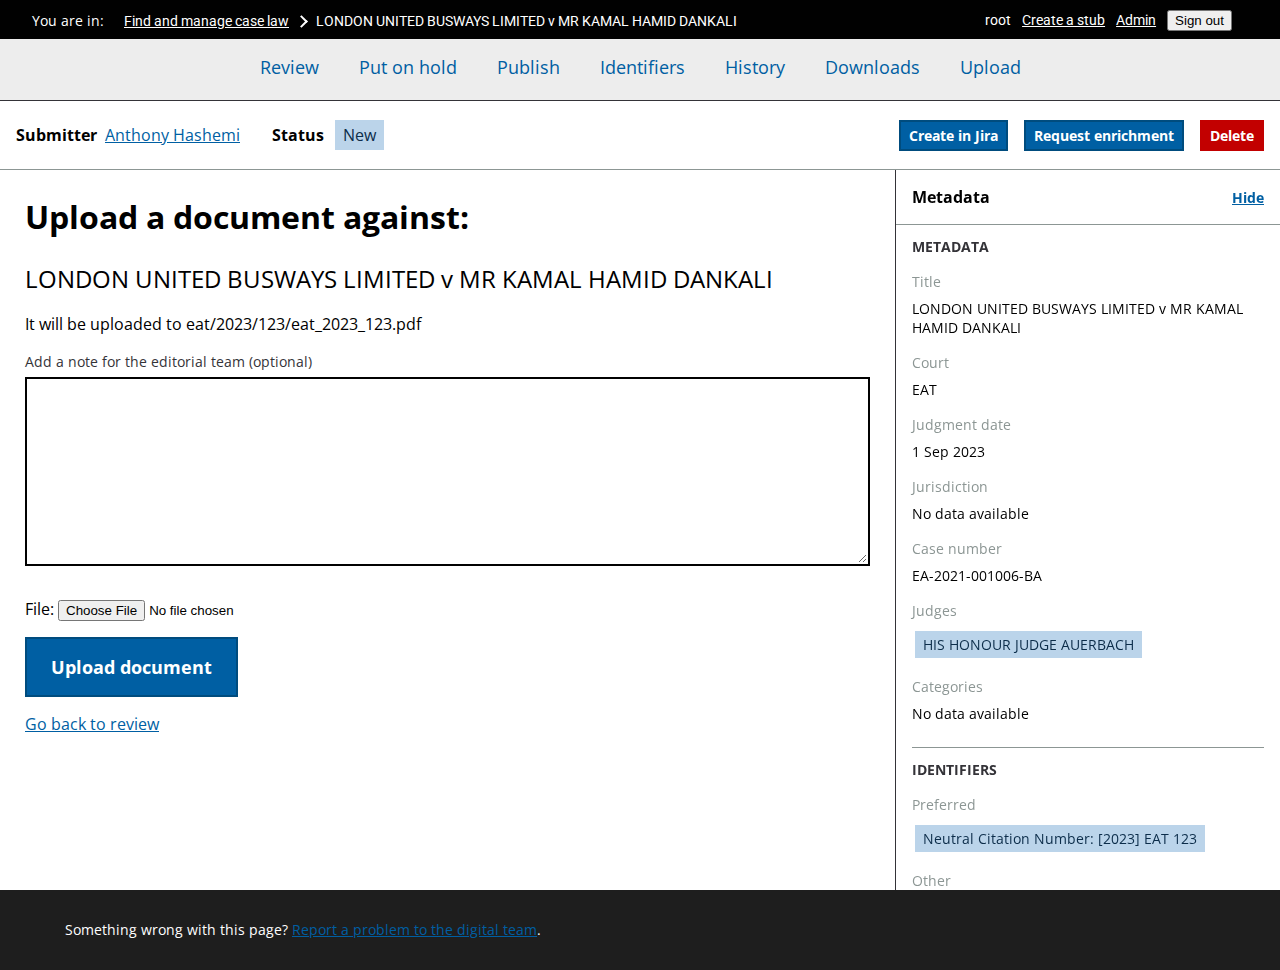 You are in: Find and manage case law LONDON UNITED BUSWAYS LIMITED v MR KAMAL HAMID DANKALI root Create a stub Admin Sign out
Review Put on hold Publish Identifiers History Downloads Upload
Submitter Anthony Hashemi Status New Create in Jira Request enrichment Delete
Upload a document against:
LONDON UNITED BUSWAYS LIMITED v MR KAMAL HAMID DANKALI
It will be uploaded to eat/2023/123/eat_2023_123.pdf
Add a note for the editorial team (optional)
File: Choose File No file chosen
Upload document
Go back to review
Metadata Hide
METADATA
Title
LONDON UNITED BUSWAYS LIMITED v MR KAMAL
HAMID DANKALI
Court
EAT
Judgment date
1 Sep 2023
Jurisdiction
No data available
Case number
EA-2021-001006-BA
Judges
HIS HONOUR JUDGE AUERBACH
Categories
No data available
IDENTIFIERS
Preferred
Neutral Citation Number: [2023] EAT 123
Other
Something wrong with this page? Report a problem to the digital team.